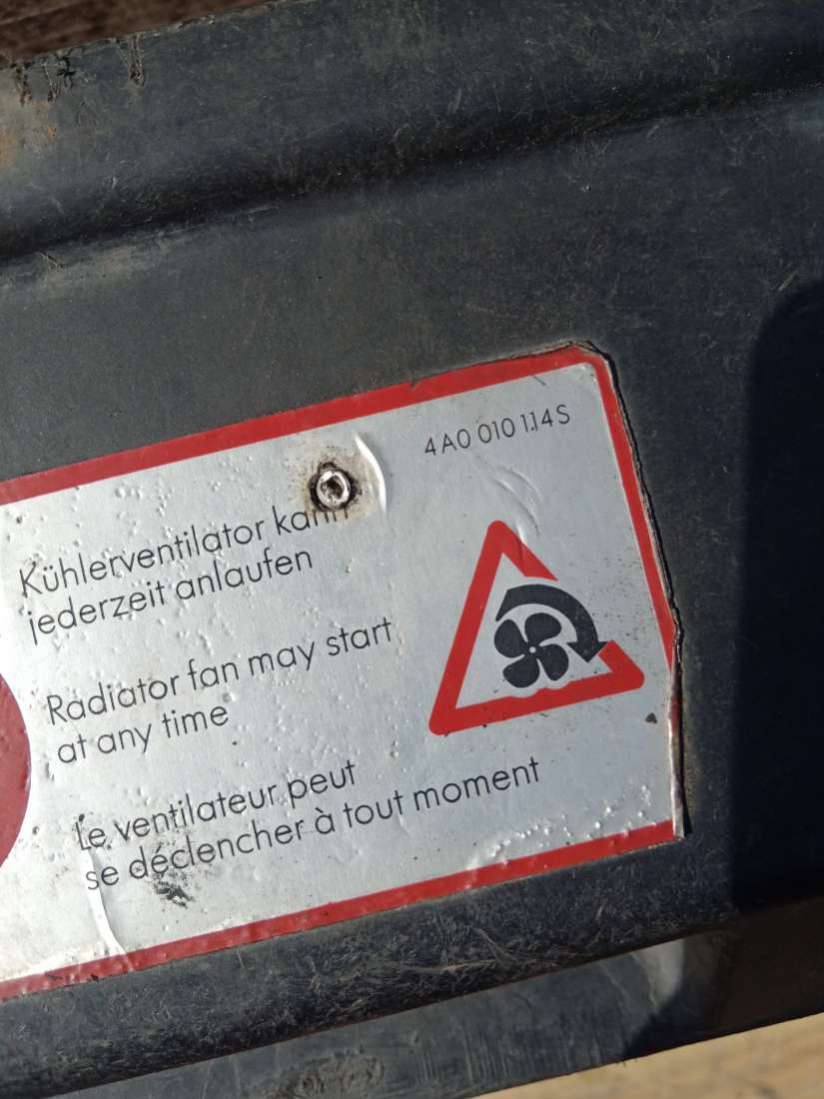 4A0 010 114S
Kühlerventilator kann
jederzeit anlaufen
Radiator fan may start
at any time
Le ventilateur peut
se déclencher à tout moment